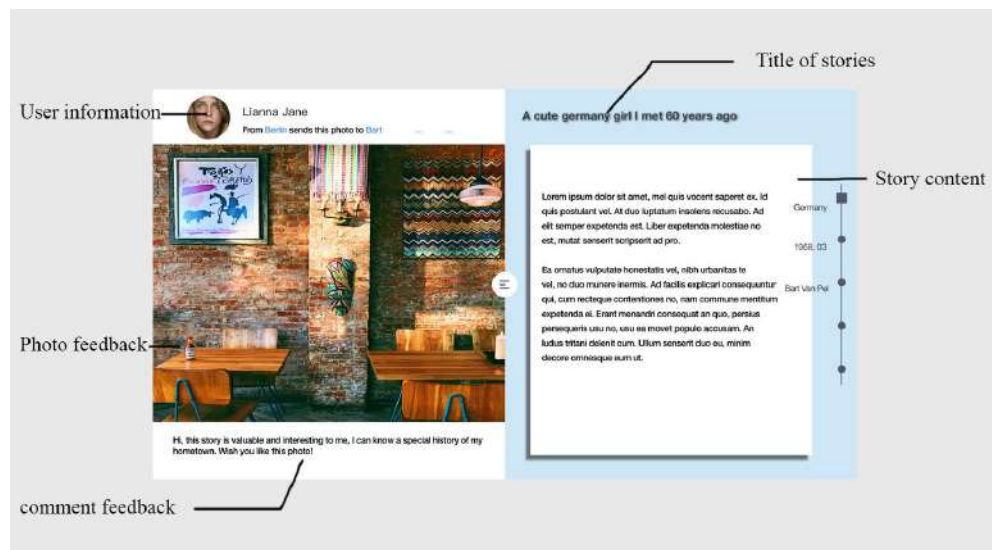 Title of stories
User information
Lianna Jane
From Berlin sends this photo to Bart
A cute germany girl I met 60 years ago
Story content
Lorem ipsum dolor sit amet, mel quis vocent saperet ex. Id
quis postulant vel. At duo luptatum insolens recusabo. Ad
elit semper expetenda est. Liber expetenda molestiae no
est, mutat senserit scripserit ad pro.
Germany
1968. 03
Ea ornatus vulputate honestatis vel, nibh urbanitas te
vel, no duo munere inermis. Ad facilis explicari consequuntur
qui, cum recteque contentiones no, nam commune mentitum
expetenda ei. Erant menandri consequat an quo, persius
persequeris usu no, usu ea movet populo accusam. An
ludus tritani delenit cum. Ullum senserit duo eu, minim
decore omnesque eum ut.
Bart Van Pel
Photo feedback
Hi, this story is valuable and interesting to me, I can know a special history of my
hometown. Wish you like this photo!
comment feedback